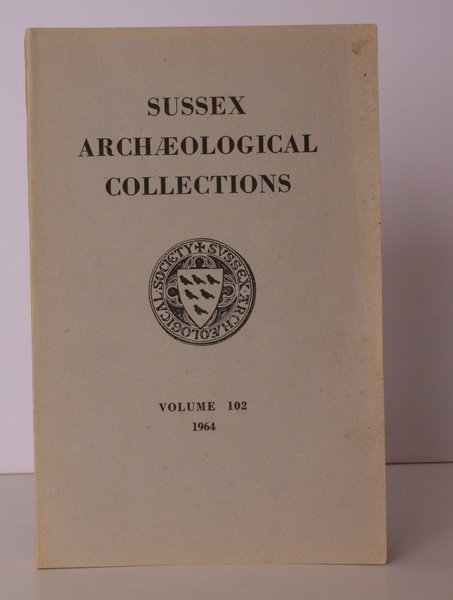 SUSSEX
ARCHÆOLOGICAL
COLLECTIONS
✠ SUSSEX · ARCHÆOLOGICAL · SOCIETY
VOLUME 102
1964